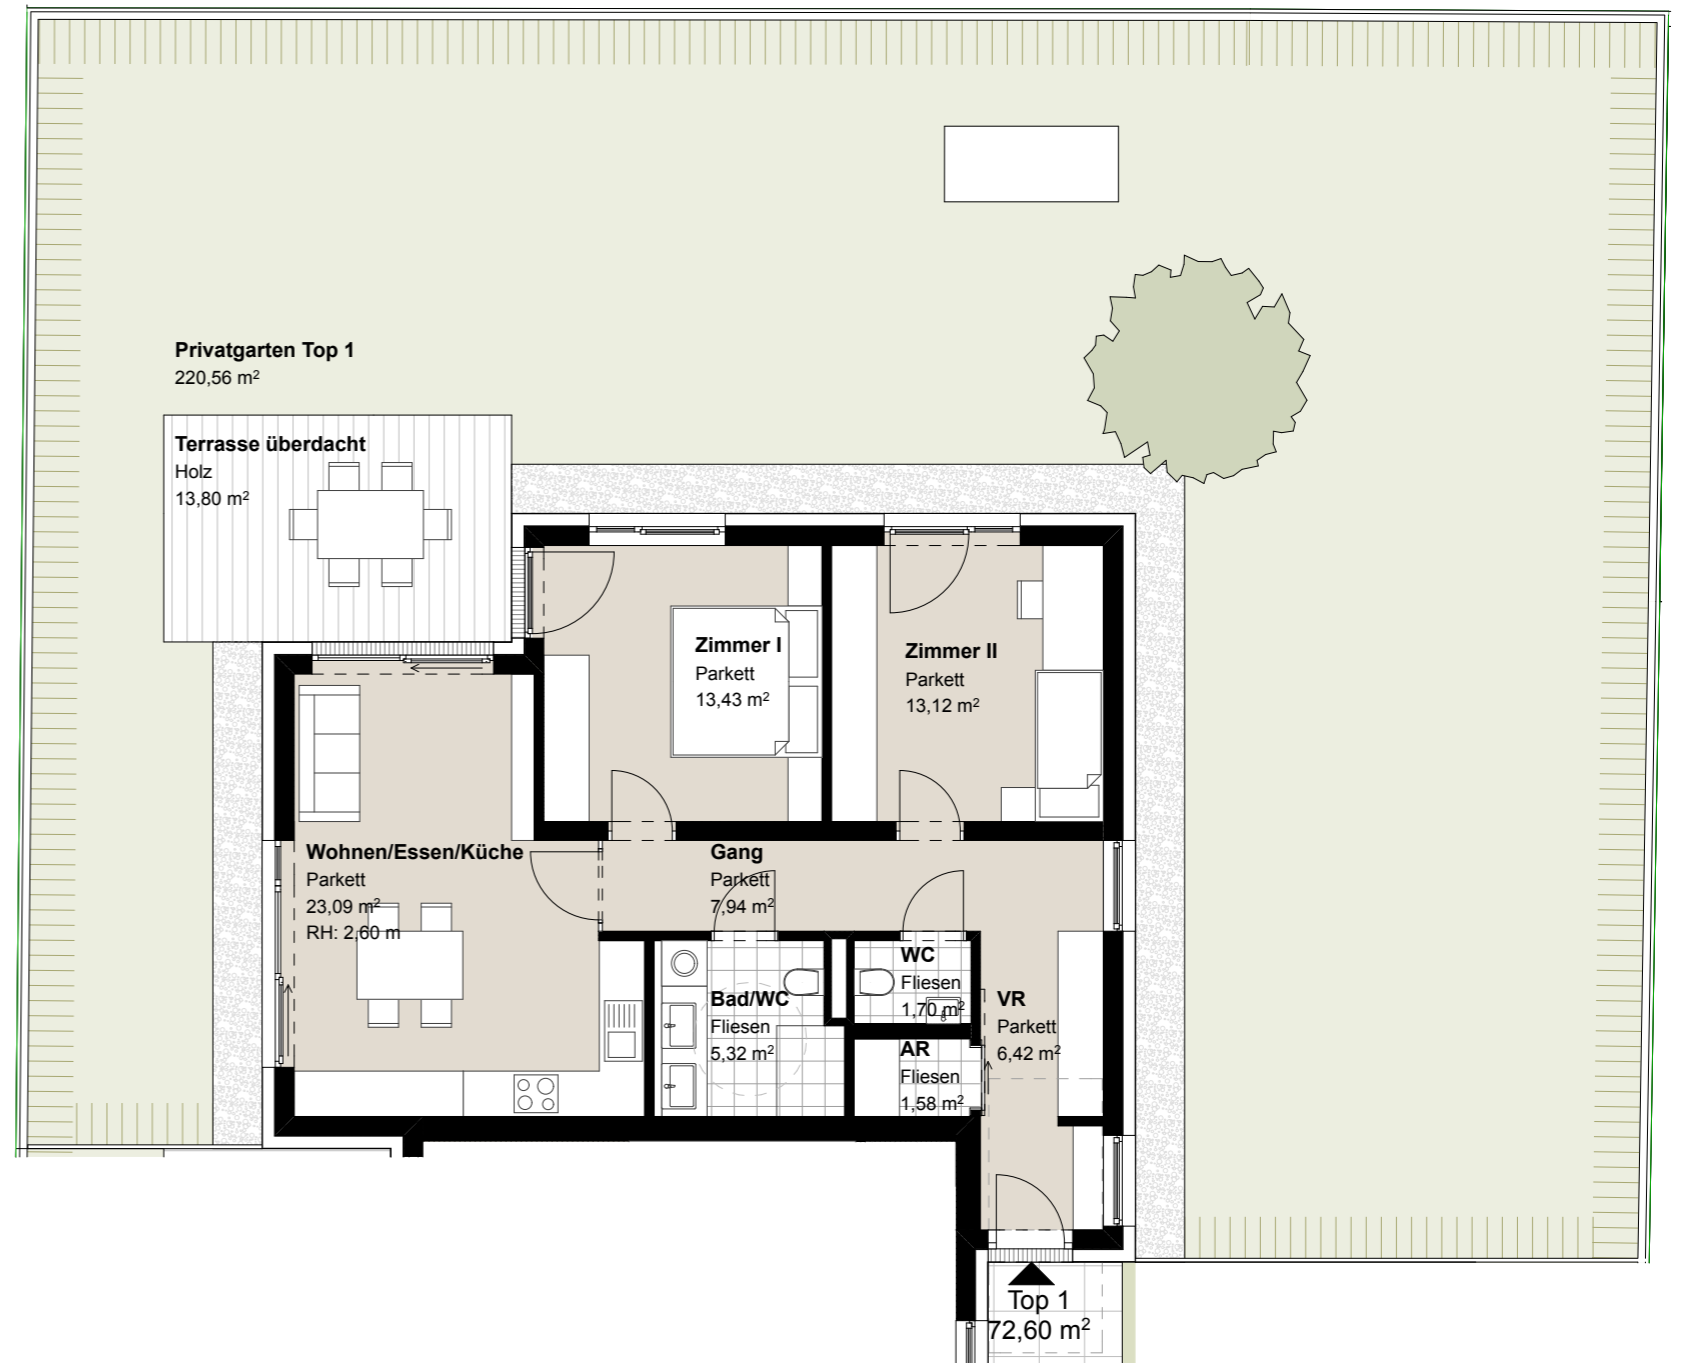 Privatgarten Top 1
220,56 m²
Terrasse überdacht
Holz
13,80 m²
Zimmer I
Parkett
13,43 m²
Zimmer II
Parkett
13,12 m²
Wohnen/Essen/Küche
Parkett
23,09 m²
RH: 2,60 m
Gang
Parkett
7,94 m²
Bad/WC
Fliesen
5,32 m²
WC
Fliesen
1,70 m²
AR
Fliesen
1,58 m²
VR
Parkett
6,42 m²
Top 1
72,60 m²